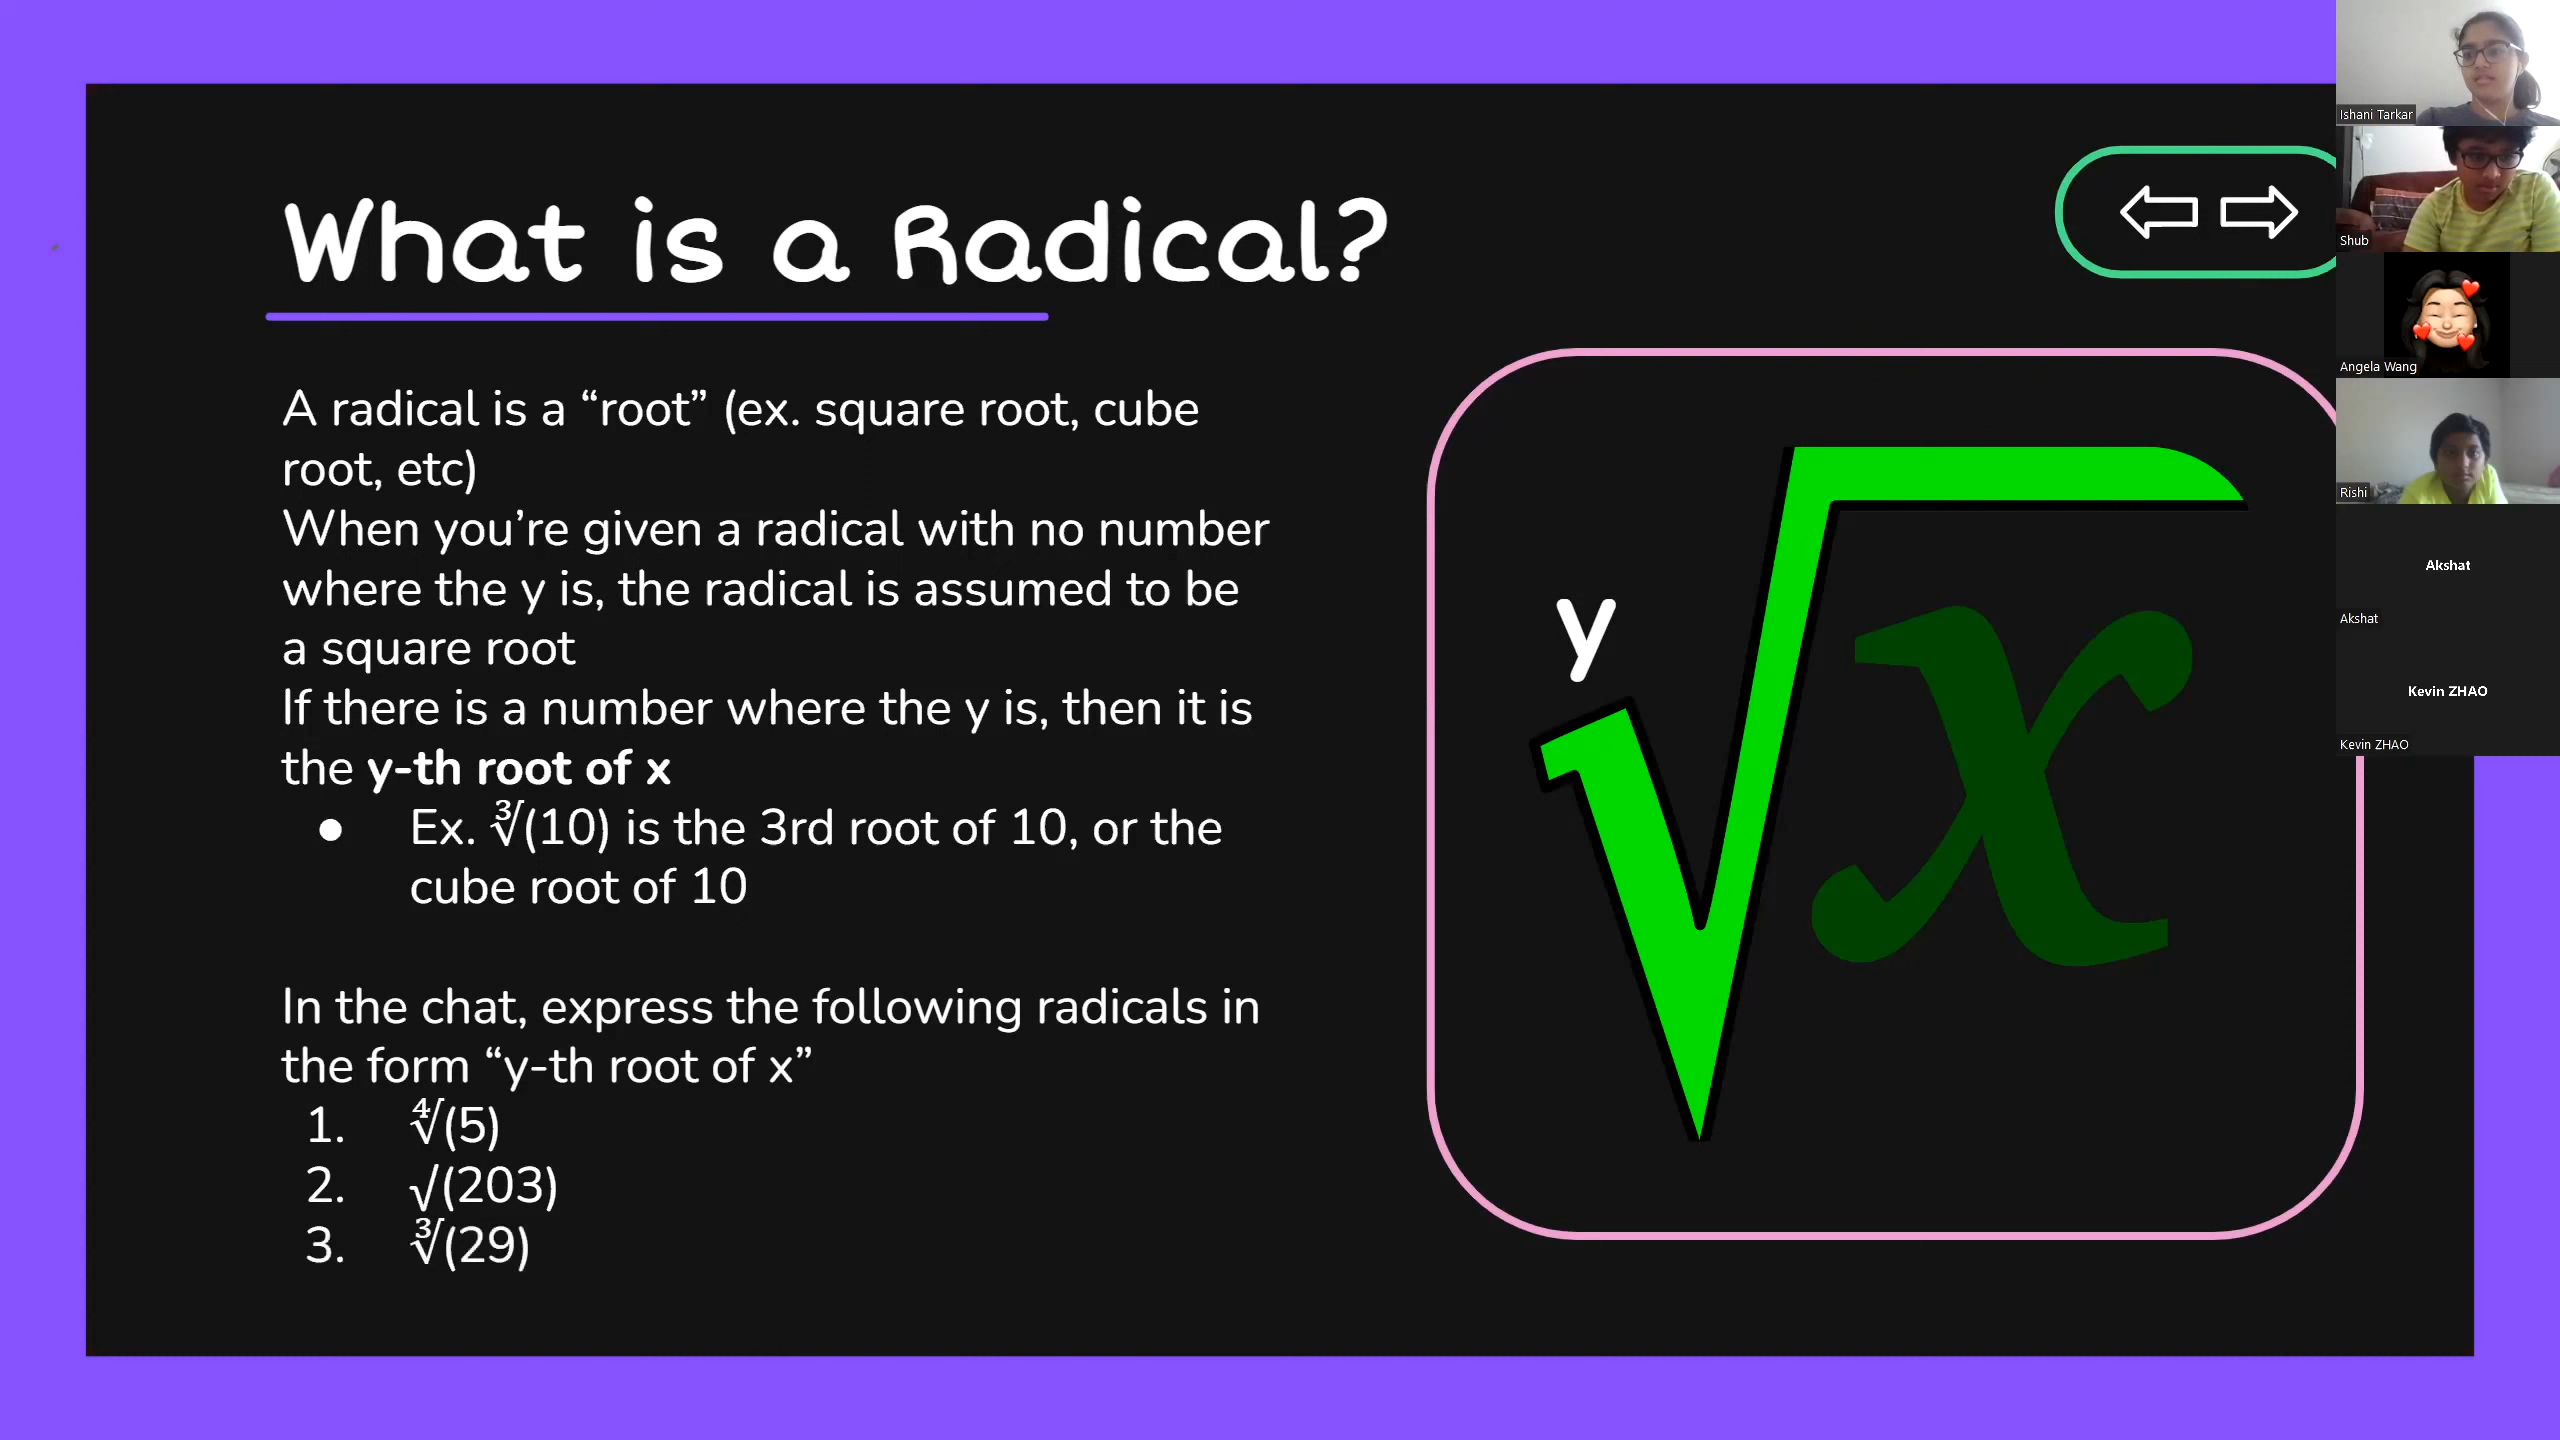 What is a Radical?
A radical is a “root” (ex. square root, cube
root, etc)
When you’re given a radical with no number
where the y is, the radical is assumed to be
a square root
If there is a number where the y is, then it is
the y-th root of x
● Ex. ∛(10) is the 3rd root of 10, or the
cube root of 10
In the chat, express the following radicals in
the form “y-th root of x”
1. ∜(5)
2. √(203)
3. ∛(29)
y
√x
Ishani Tarkar
Shub
Angela Wang
Rishi
Akshat
Akshat
Kevin ZHAO
Kevin ZHAO